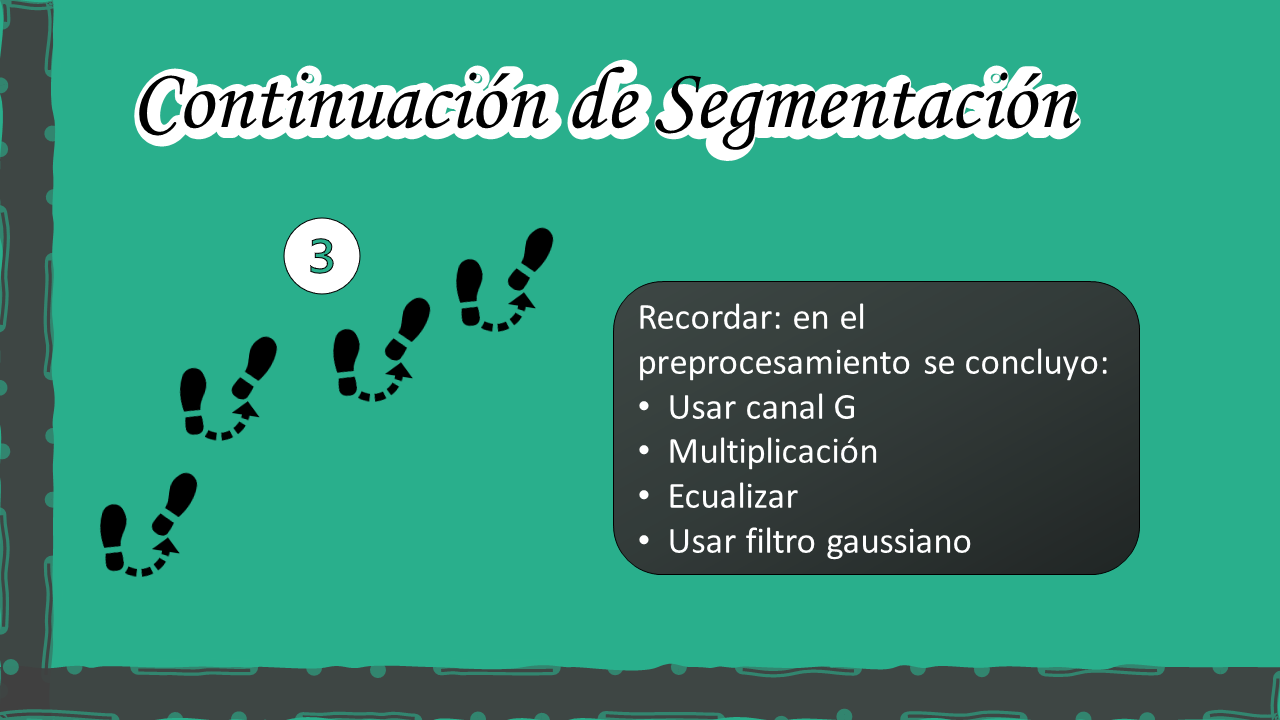 Continuación de Segmentación
3
Recordar: en el
preprocesamiento se concluyo:
• Usar canal G
• Multiplicación
• Ecualizar
• Usar filtro gaussiano